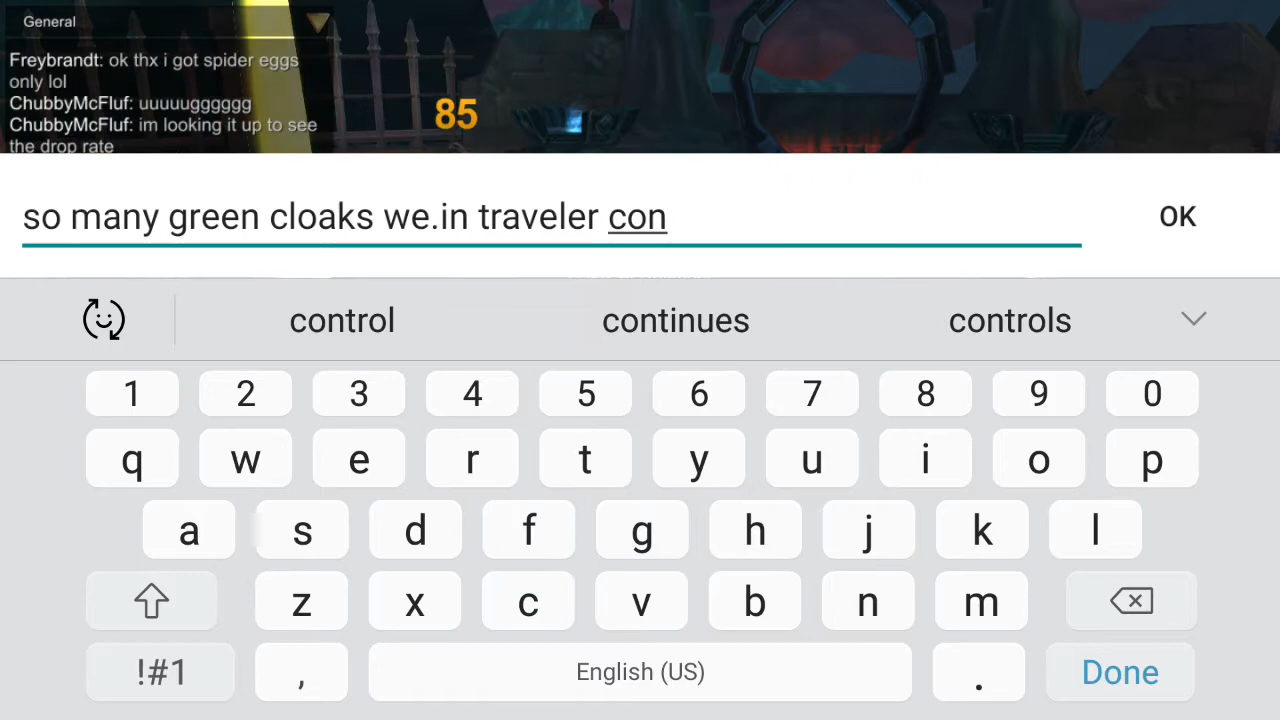 General
Freybrandt: ok thx i got spider eggs
only lol
ChubbyMcFluf: uuuuugggggg
ChubbyMcFluf: im looking it up to see
the drop rate
85
so many green cloaks we.in traveler con
OK
control continues controls
1 2 3 4 5 6 7 8 9 0
q w e r t y u i o p
a s d f g h j k l
z x c v b n m
!#1 , English (US) . Done